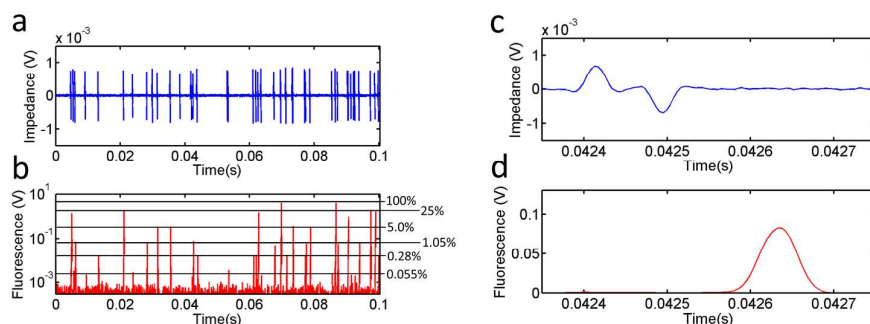 a
x 10⁻³
Impedance (V)
1
0
-1
0 0.02 0.04 0.06 0.08 0.1
Time(s)
b
Fluorescence (V)
10¹
10⁻¹
10⁻³
100%
25%
5.0%
1.05%
0.28%
0.055%
0 0.02 0.04 0.06 0.08 0.1
Time(s)
c
x 10⁻³
Impedance (V)
1
0
-1
0.0424 0.0425 0.0426 0.0427
Time(s)
d
Fluorescence (V)
0.1
0.05
0
0.0424 0.0425 0.0426 0.0427
Time(s)